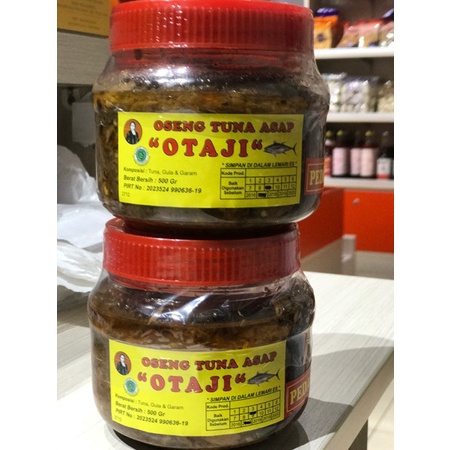 OSENG TUNA ASAP
"OTAJI"
Komposisi : Tuna, Gula & Garam
Berat Bersih : 500 Gr
PIRT No : 2023524 990636-19
" SIMPAN DI DALAM LEMARI ES "
Kode Prod.
Baik
Digunakan
Sebelum.
OSENG TUNA ASAP
"OTAJI"
Komposisi : Tuna, Gula & Garam
Berat Bersih : 500 Gr
PIRT No : 2023524 990636-19
" SIMPAN DI DALAM LEMARI ES "
Kode Prod.
Baik
Digunakan
Sebelum.